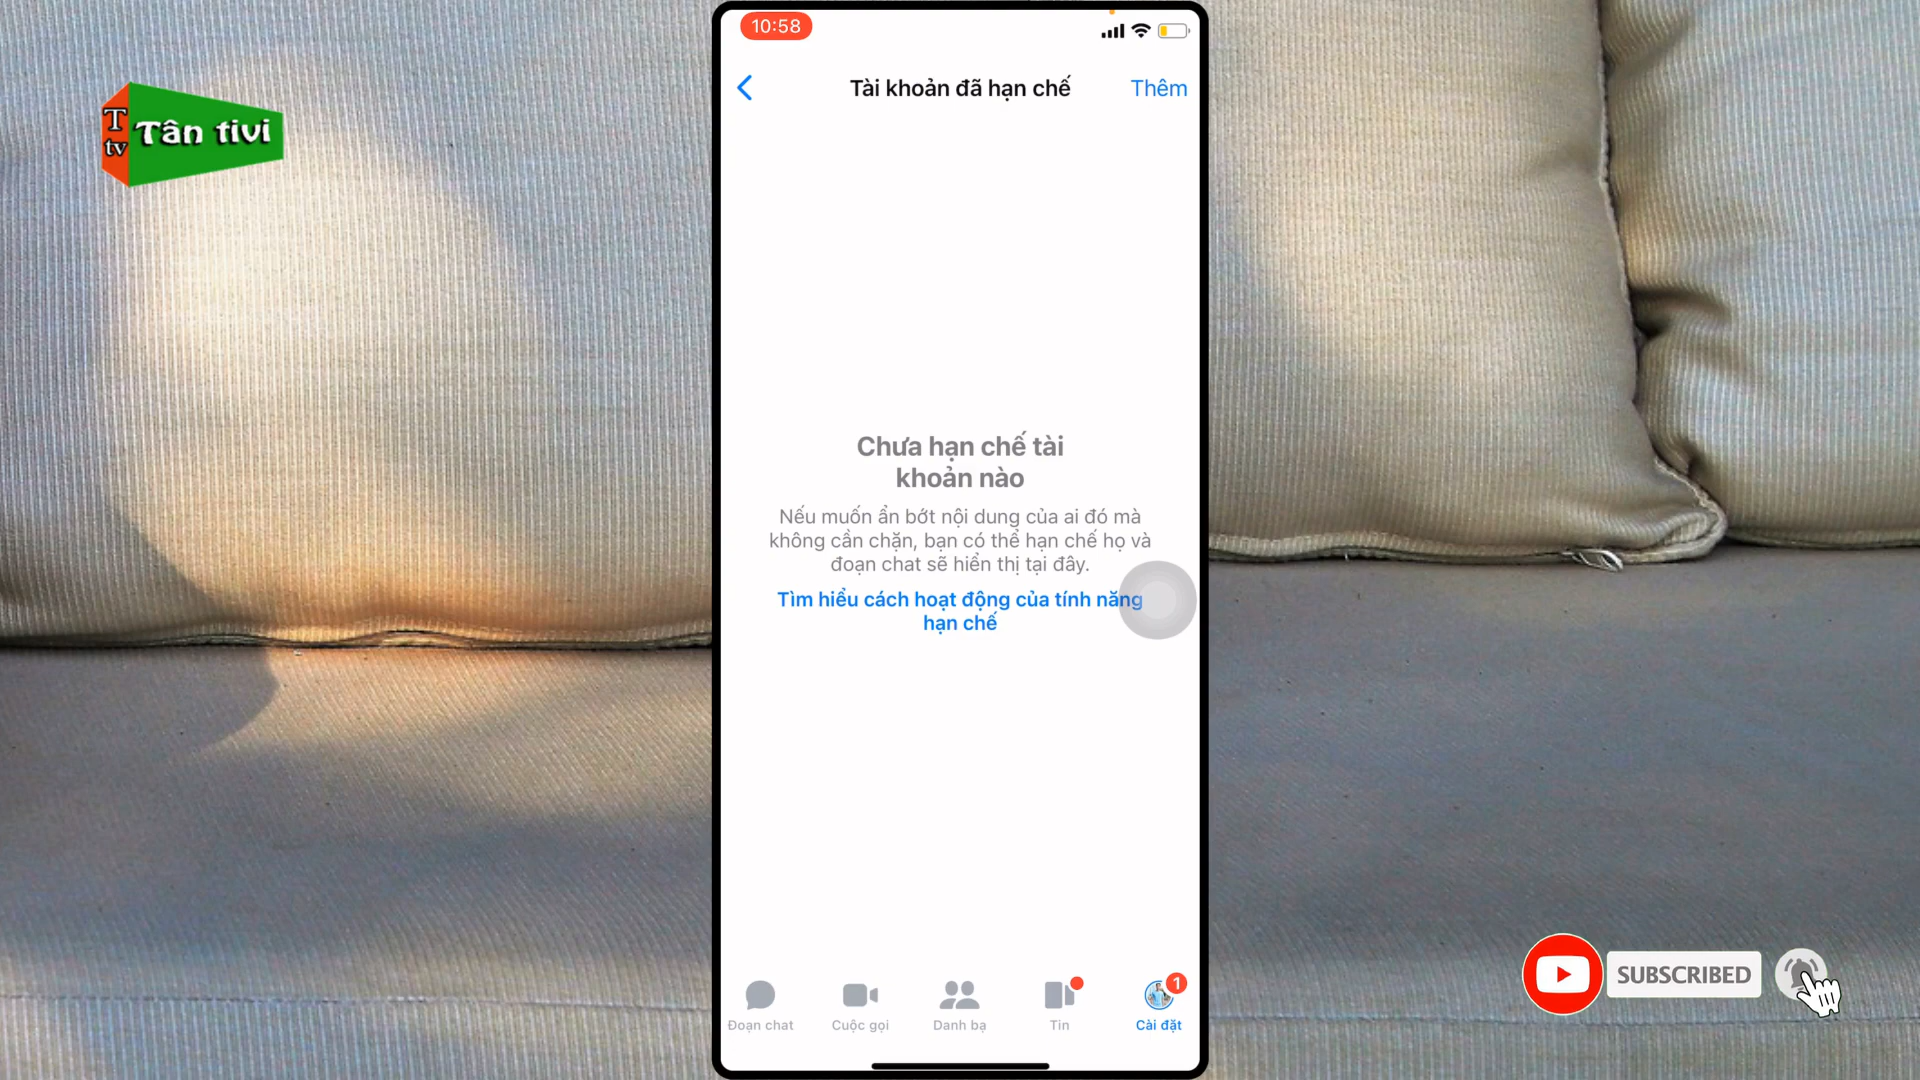 10:58
Tài khoản đã hạn chế
Thêm
T
tv
Tân tivi
Chưa hạn chế tài
khoản nào
Nếu muốn ẩn bớt nội dung của ai đó mà
không cần chặn, bạn có thể hạn chế họ và
đoạn chat sẽ hiển thị tại đây.
Tìm hiểu cách hoạt động của tính năng
hạn chế
SUBSCRIBED
1
Đoạn chat
Cuộc gọi
Danh bạ
Tin
Cài đặt